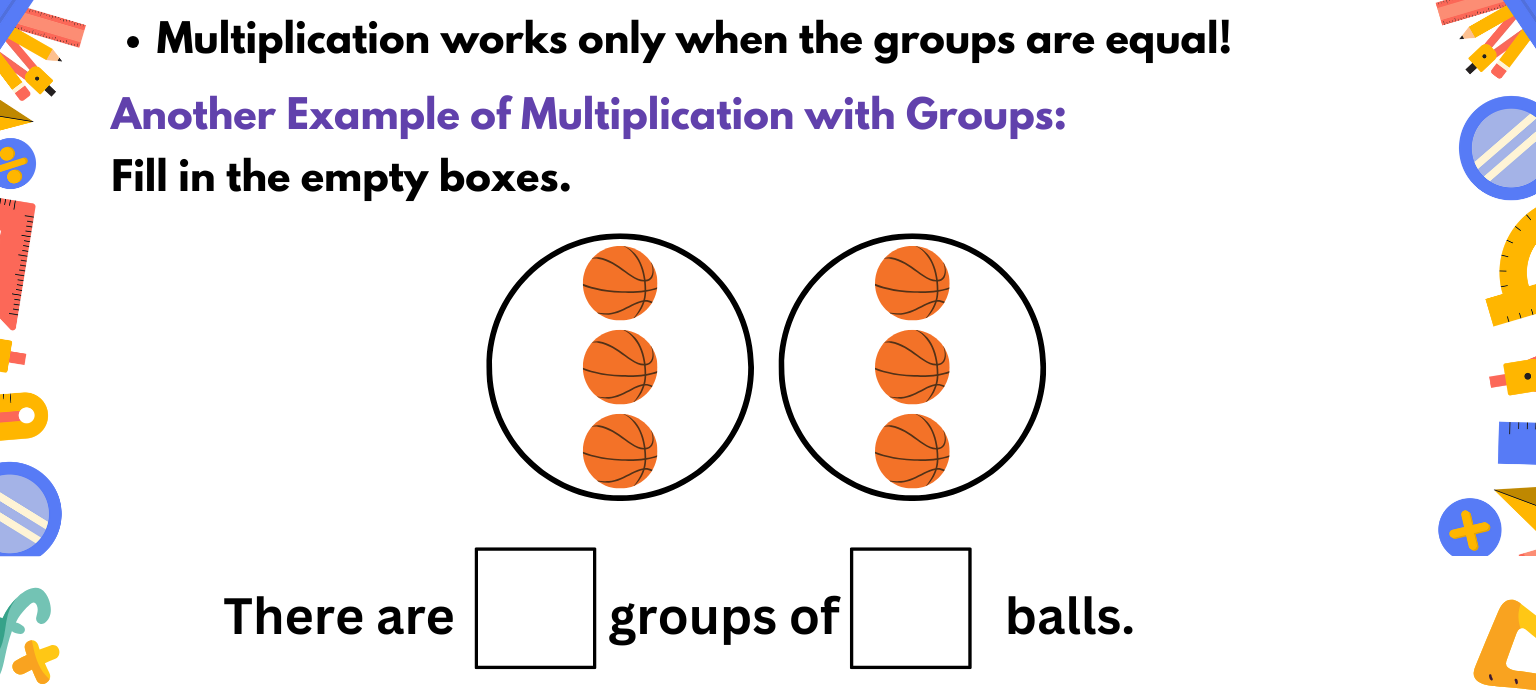 • Multiplication works only when the groups are equal!
Another Example of Multiplication with Groups:
Fill in the empty boxes.
There are groups of balls.